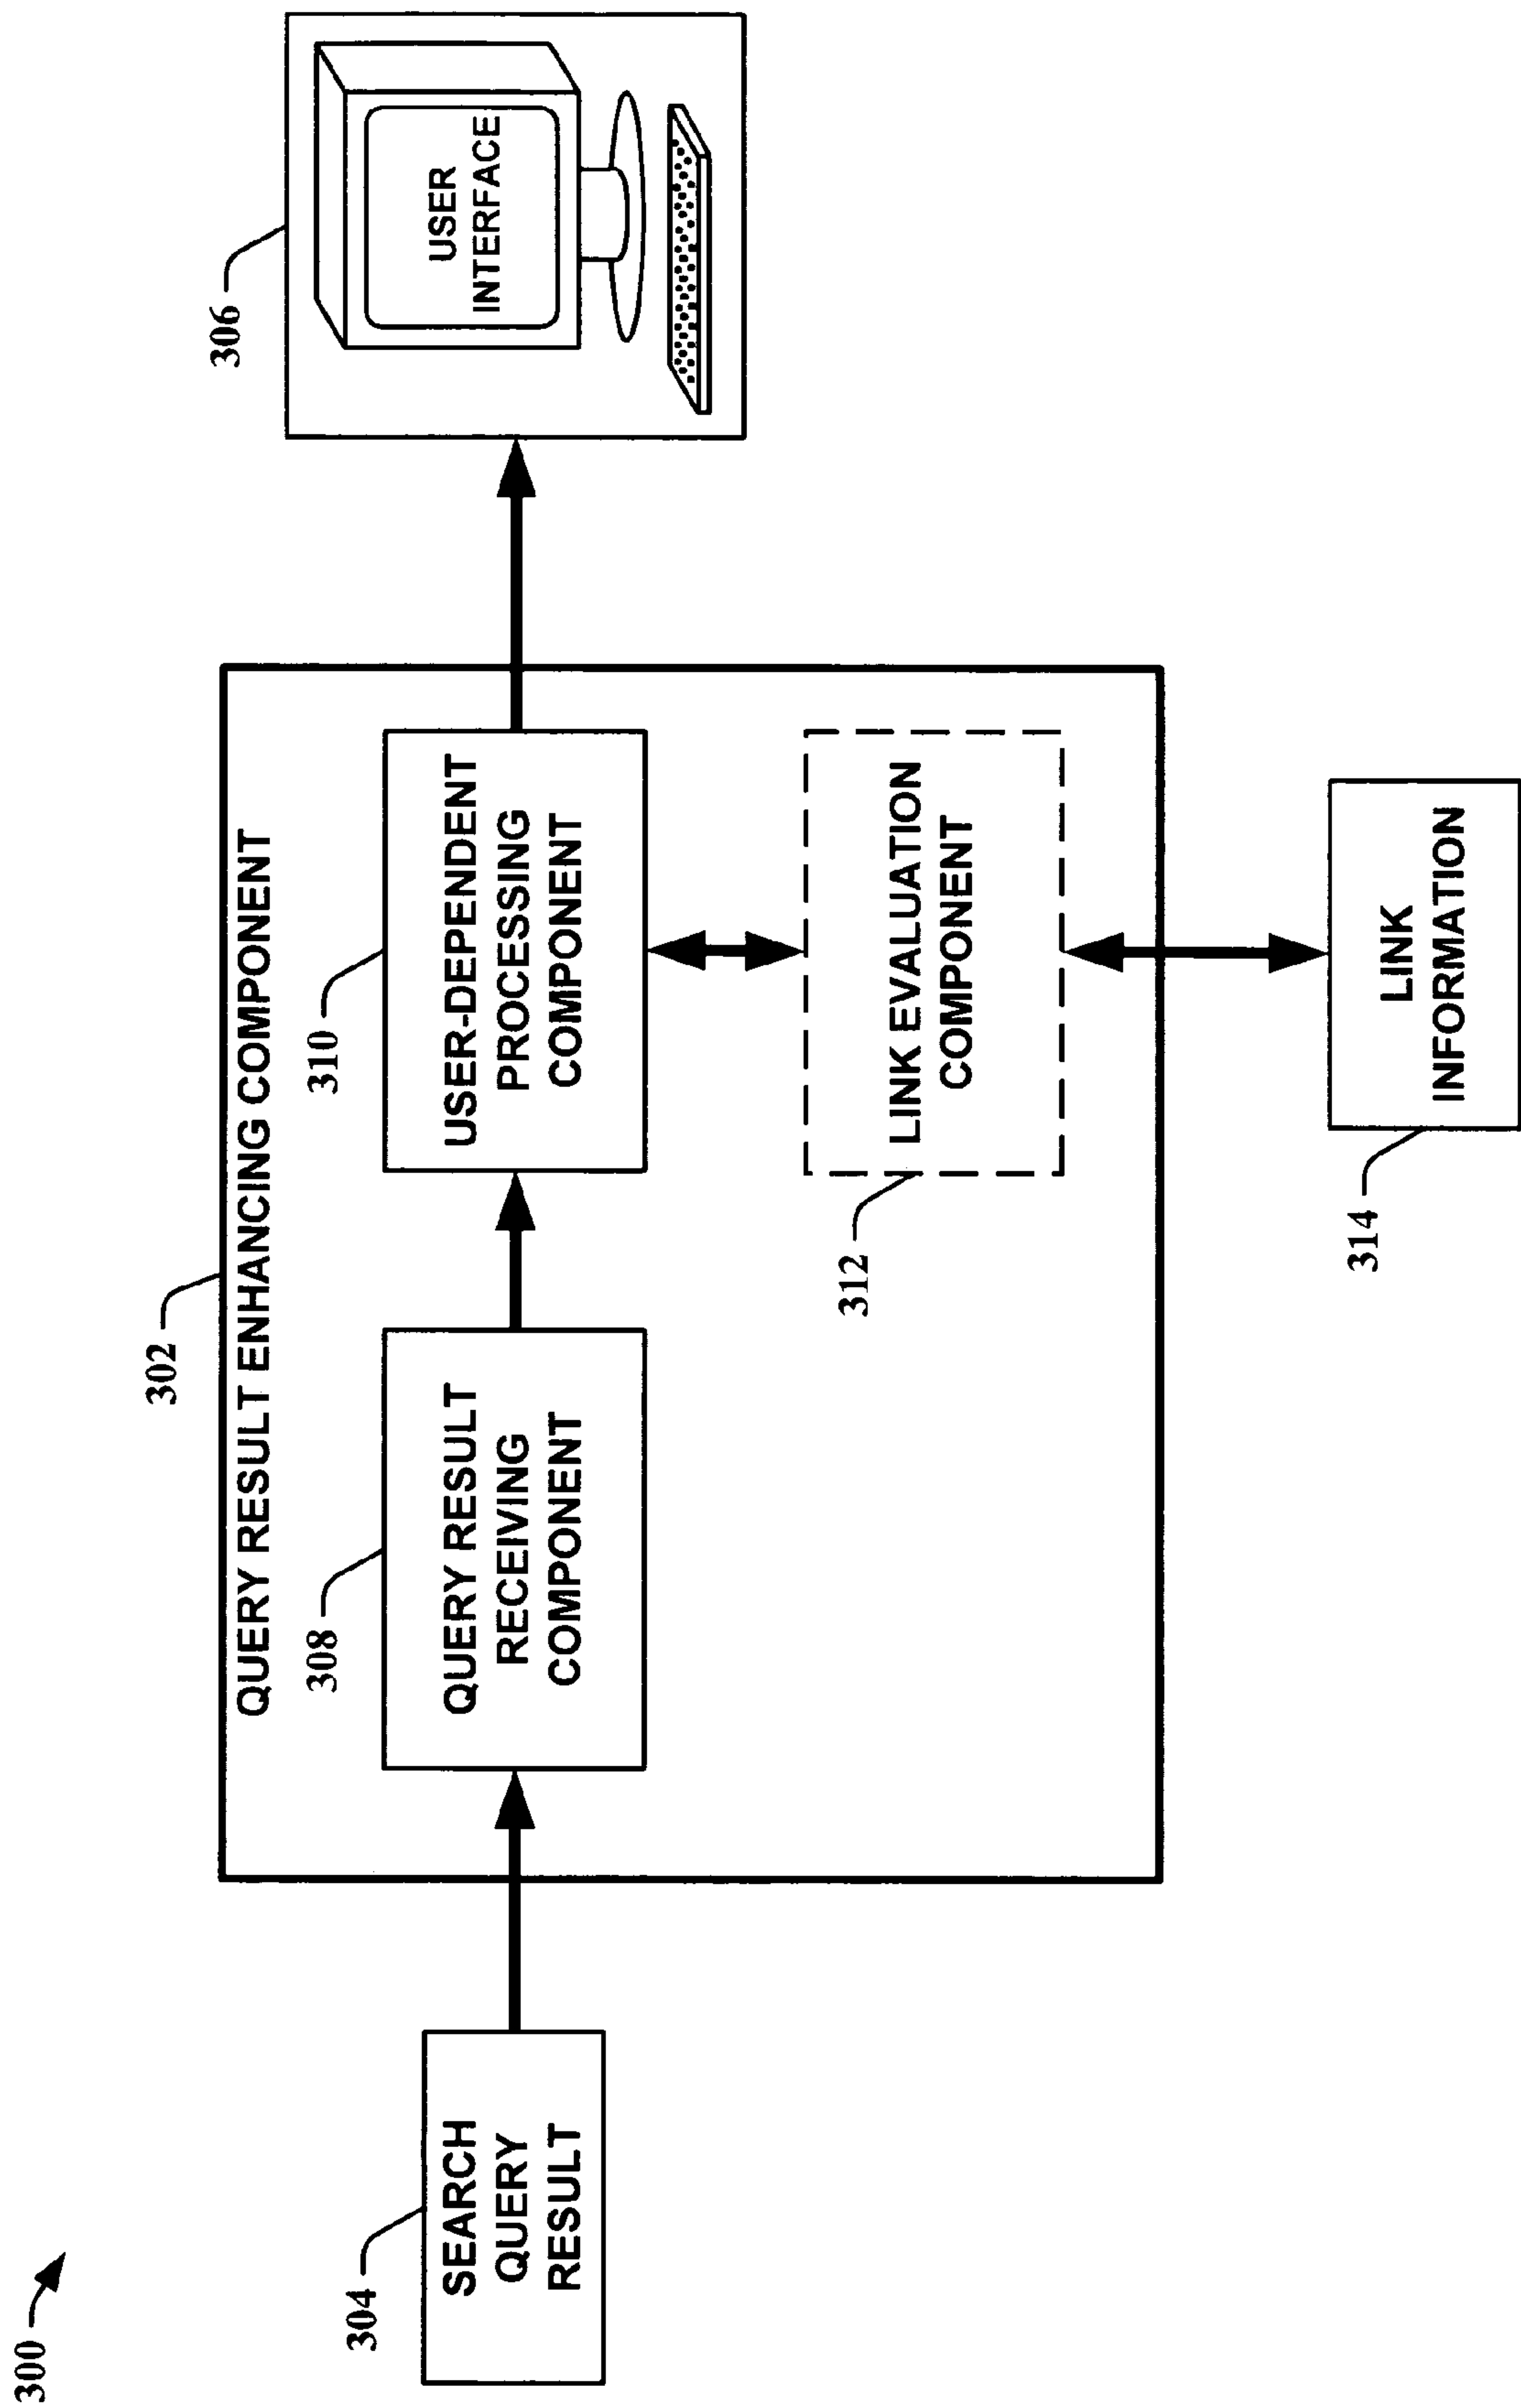 300
302
QUERY RESULT ENHANCING COMPONENT
304
SEARCH
QUERY
RESULT
308
QUERY RESULT
RECEIVING
COMPONENT
310
USER-DEPENDENT
PROCESSING
COMPONENT
306
USER
INTERFACE
312
LINK EVALUATION
COMPONENT
314
LINK
INFORMATION